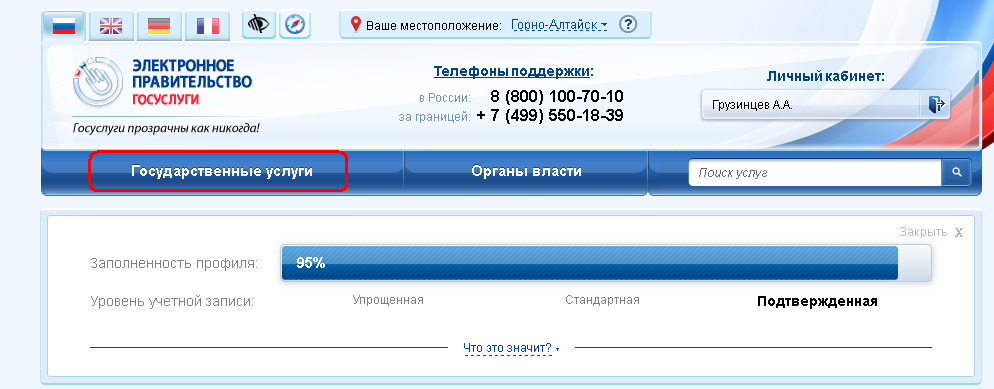 Ваше местоположение: Горно-Алтайск
?
ЭЛЕКТРОННОЕ
ПРАВИТЕЛЬСТВО
ГОСУСЛУГИ
Госуслуги прозрачны как никогда!
Телефоны поддержки:
в России: 8 (800) 100-70-10
за границей: + 7 (499) 550-18-39
Личный кабинет:
Грузинцев А.А.
Государственные услуги
Органы власти
Поиск услуг
Закрыть x
Заполненность профиля: 95%
Уровень учетной записи: Упрощенная Стандартная Подтвержденная
Что это значит?